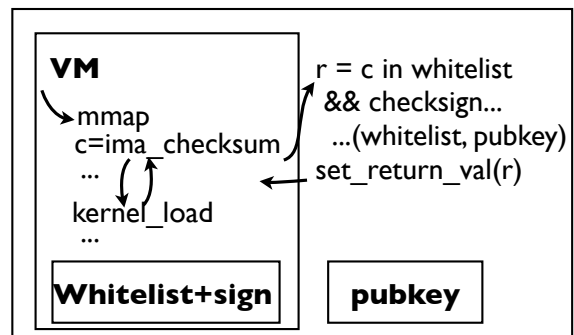 VM
mmap
c=ima_checksum
...
kernel_load
...
Whitelist+sign
r = c in whitelist
&& checksign...
...(whitelist, pubkey)
set_return_val(r)
pubkey